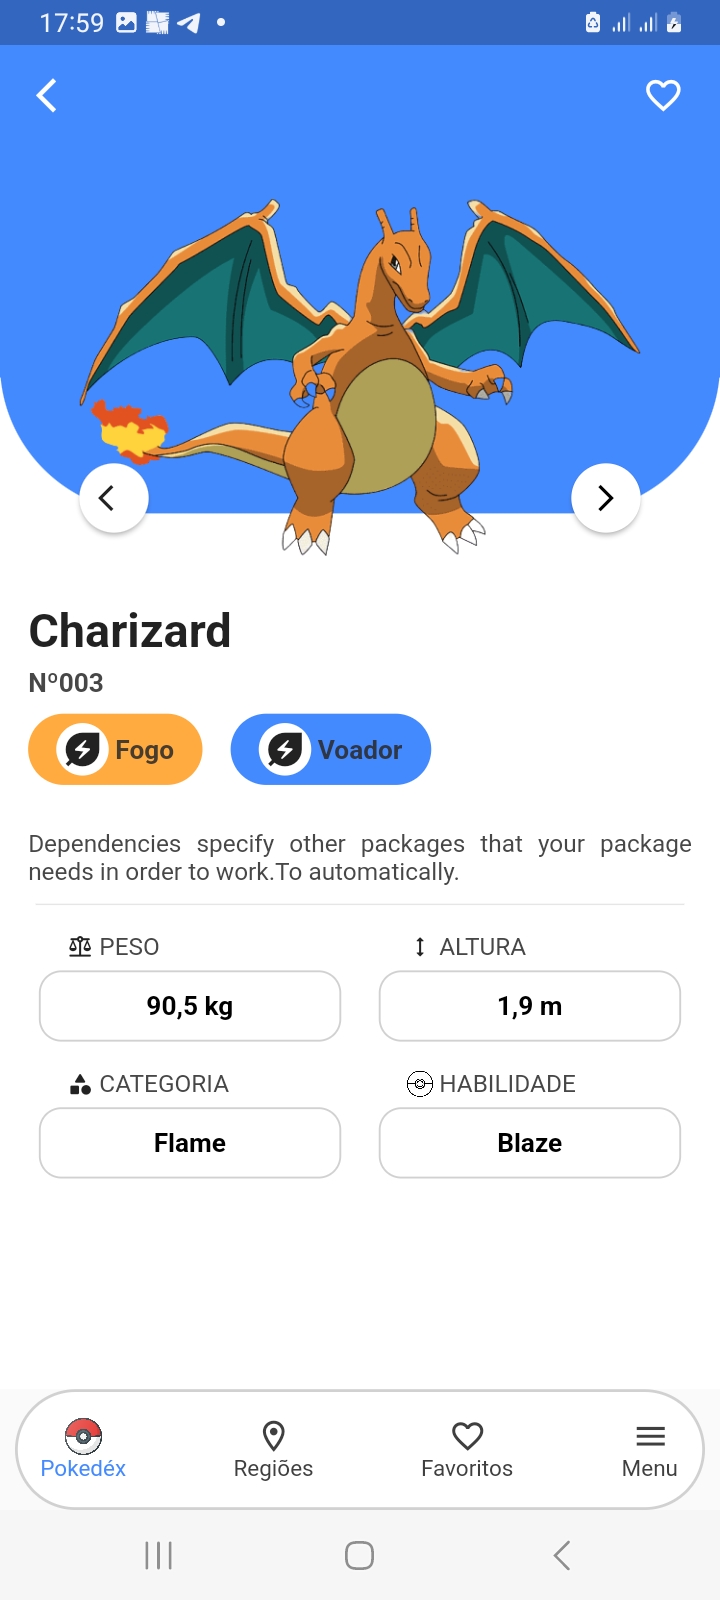 17:59
Charizard
Nº003
Fogo Voador
Dependencies specify other packages that your package
needs in order to work.To automatically.
PESO ALTURA
90,5 kg 1,9 m
CATEGORIA HABILIDADE
Flame Blaze
Pokedéx Regiões Favoritos Menu